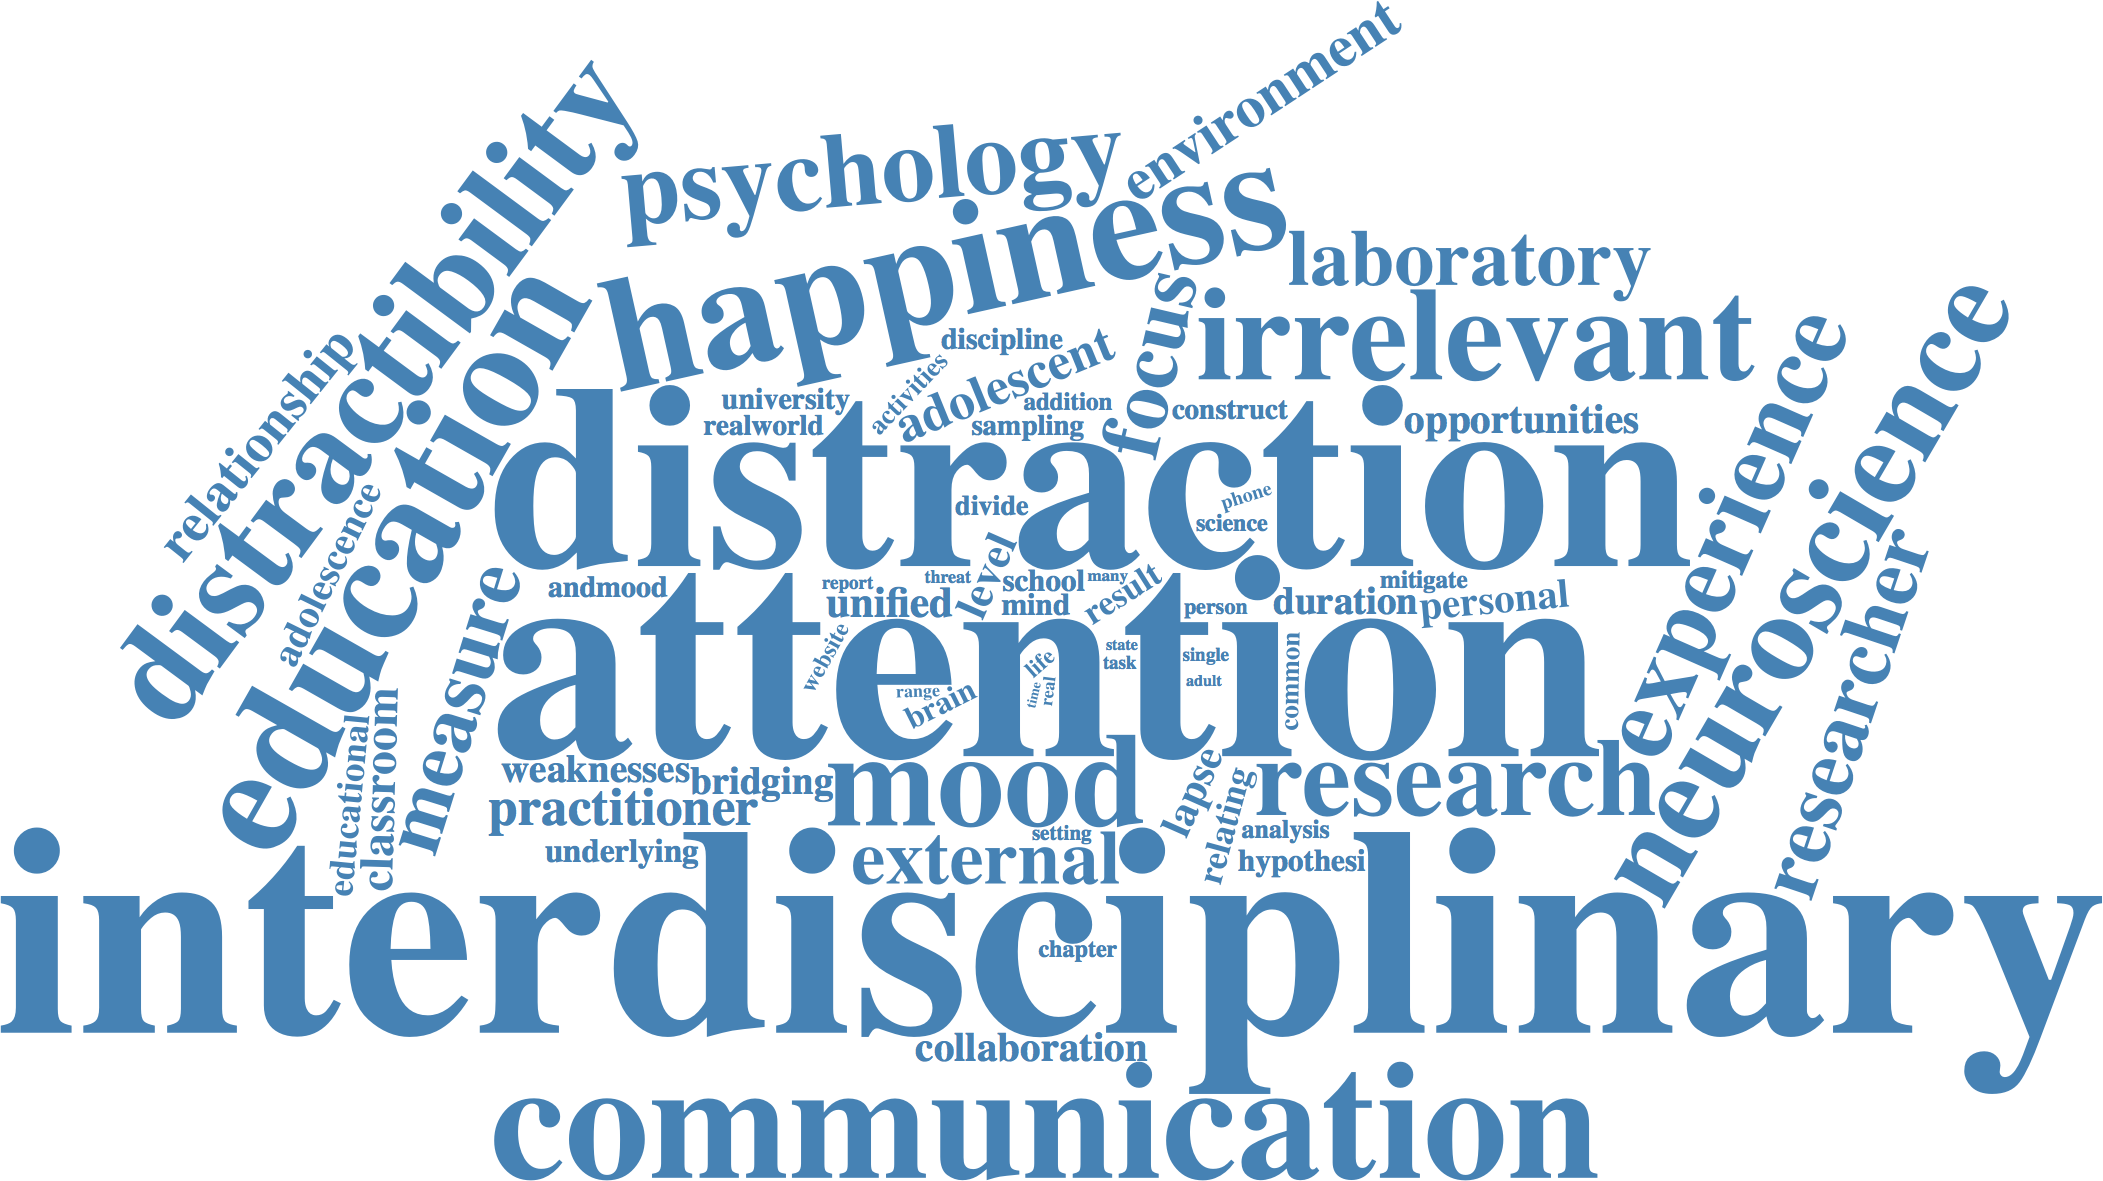 environment
psychology
happiness
distractibility
education
relationship
adolescence
laboratory
irrelevant
focus
discipline
adolescent
activities
university
addition
construct
opportunities
realworld
sampling
distraction
experience
neuroscience
researcher
divide
phone
science
level
andmood
report
threat
school
many
result
mitigate
unified
mind
person
duration
personal
measure
attention
website
life
state
task
single
adult
common
range
brain
time
real
educational
classroom
weaknesses
bridging
mood
lapse
research
practitioner
relating
setting
analysis
underlying
external
hypothesi
interdisciplinary
chapter
collaboration
communication